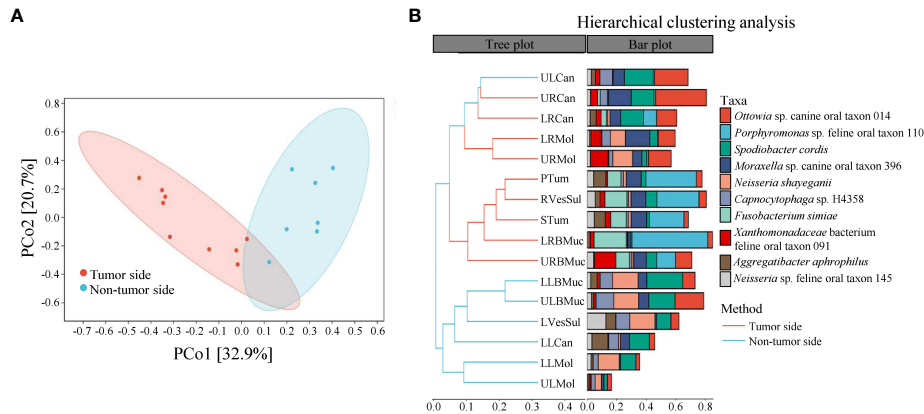 A
0.8
0.6
0.4
0.2
0.0
-0.2
-0.4
-0.6
PCo2 [20.7%]
Tumor side
Non-tumor side
-0.7 -0.6 -0.5 -0.4 -0.3 -0.2 -0.1 0.0 0.1 0.2 0.3 0.4 0.5 0.6
PCo1 [32.9%]
B
Hierarchical clustering analysis
Tree plot Bar plot
ULCan
URCan
LRCan
LRMol
URMol
PTum
RVesSul
STum
LRBMuc
URBMuc
LLBMuc
ULBMuc
LVesSul
LLCan
LLMol
ULMol
0.0 0.1 0.2 0.3 0.4 0.0 0.2 0.4 0.6 0.8
Taxa
Ottowia sp. canine oral taxon 014
Porphyromonas sp. feline oral taxon 110
Spodiobacter cordis
Moraxella sp. canine oral taxon 396
Neisseria shayeganii
Capnocytophaga sp. H4358
Fusobacterium simiae
Xanthomonadaceae bacterium
feline oral taxon 091
Aggregatibacter aphrophilus
Neisseria sp. feline oral taxon 145
Method
Tumor side
Non-tumor side